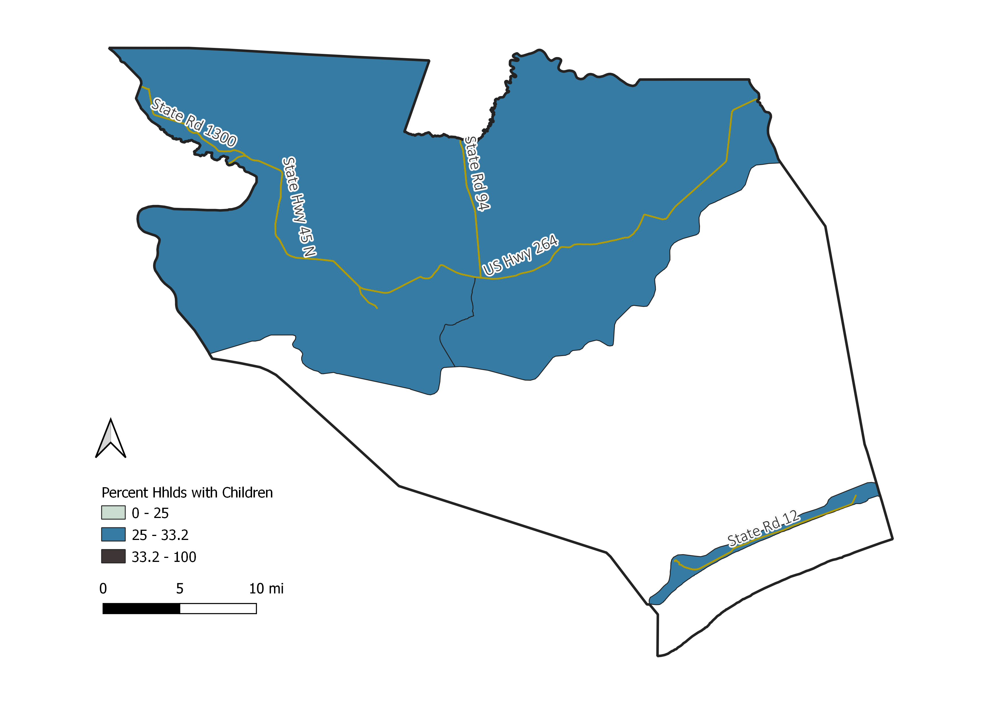 State Rd 1300
State Rd 94
State Hwy 45 N
US Hwy 264
Percent Hhlds with Children
0 - 25
25 - 33.2
33.2 - 100
State Rd 12
0 5 10 mi